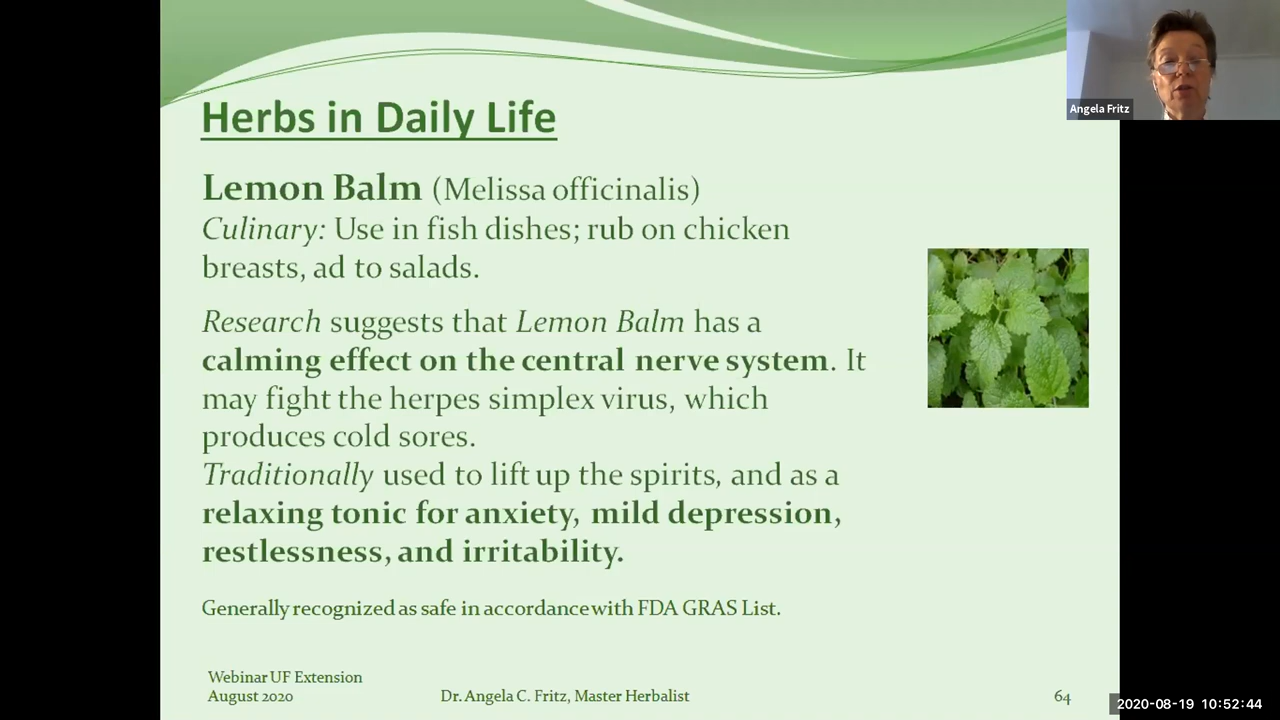 Angela Fritz
Herbs in Daily Life
Lemon Balm (Melissa officinalis)
Culinary: Use in fish dishes; rub on chicken
breasts, ad to salads.
Research suggests that Lemon Balm has a
calming effect on the central nerve system. It
may fight the herpes simplex virus, which
produces cold sores.
Traditionally used to lift up the spirits, and as a
relaxing tonic for anxiety, mild depression,
restlessness, and irritability.
Generally recognized as safe in accordance with FDA GRAS List.
Webinar UF Extension
August 2020
Dr. Angela C. Fritz, Master Herbalist
64
2020-08-19 10:52:44